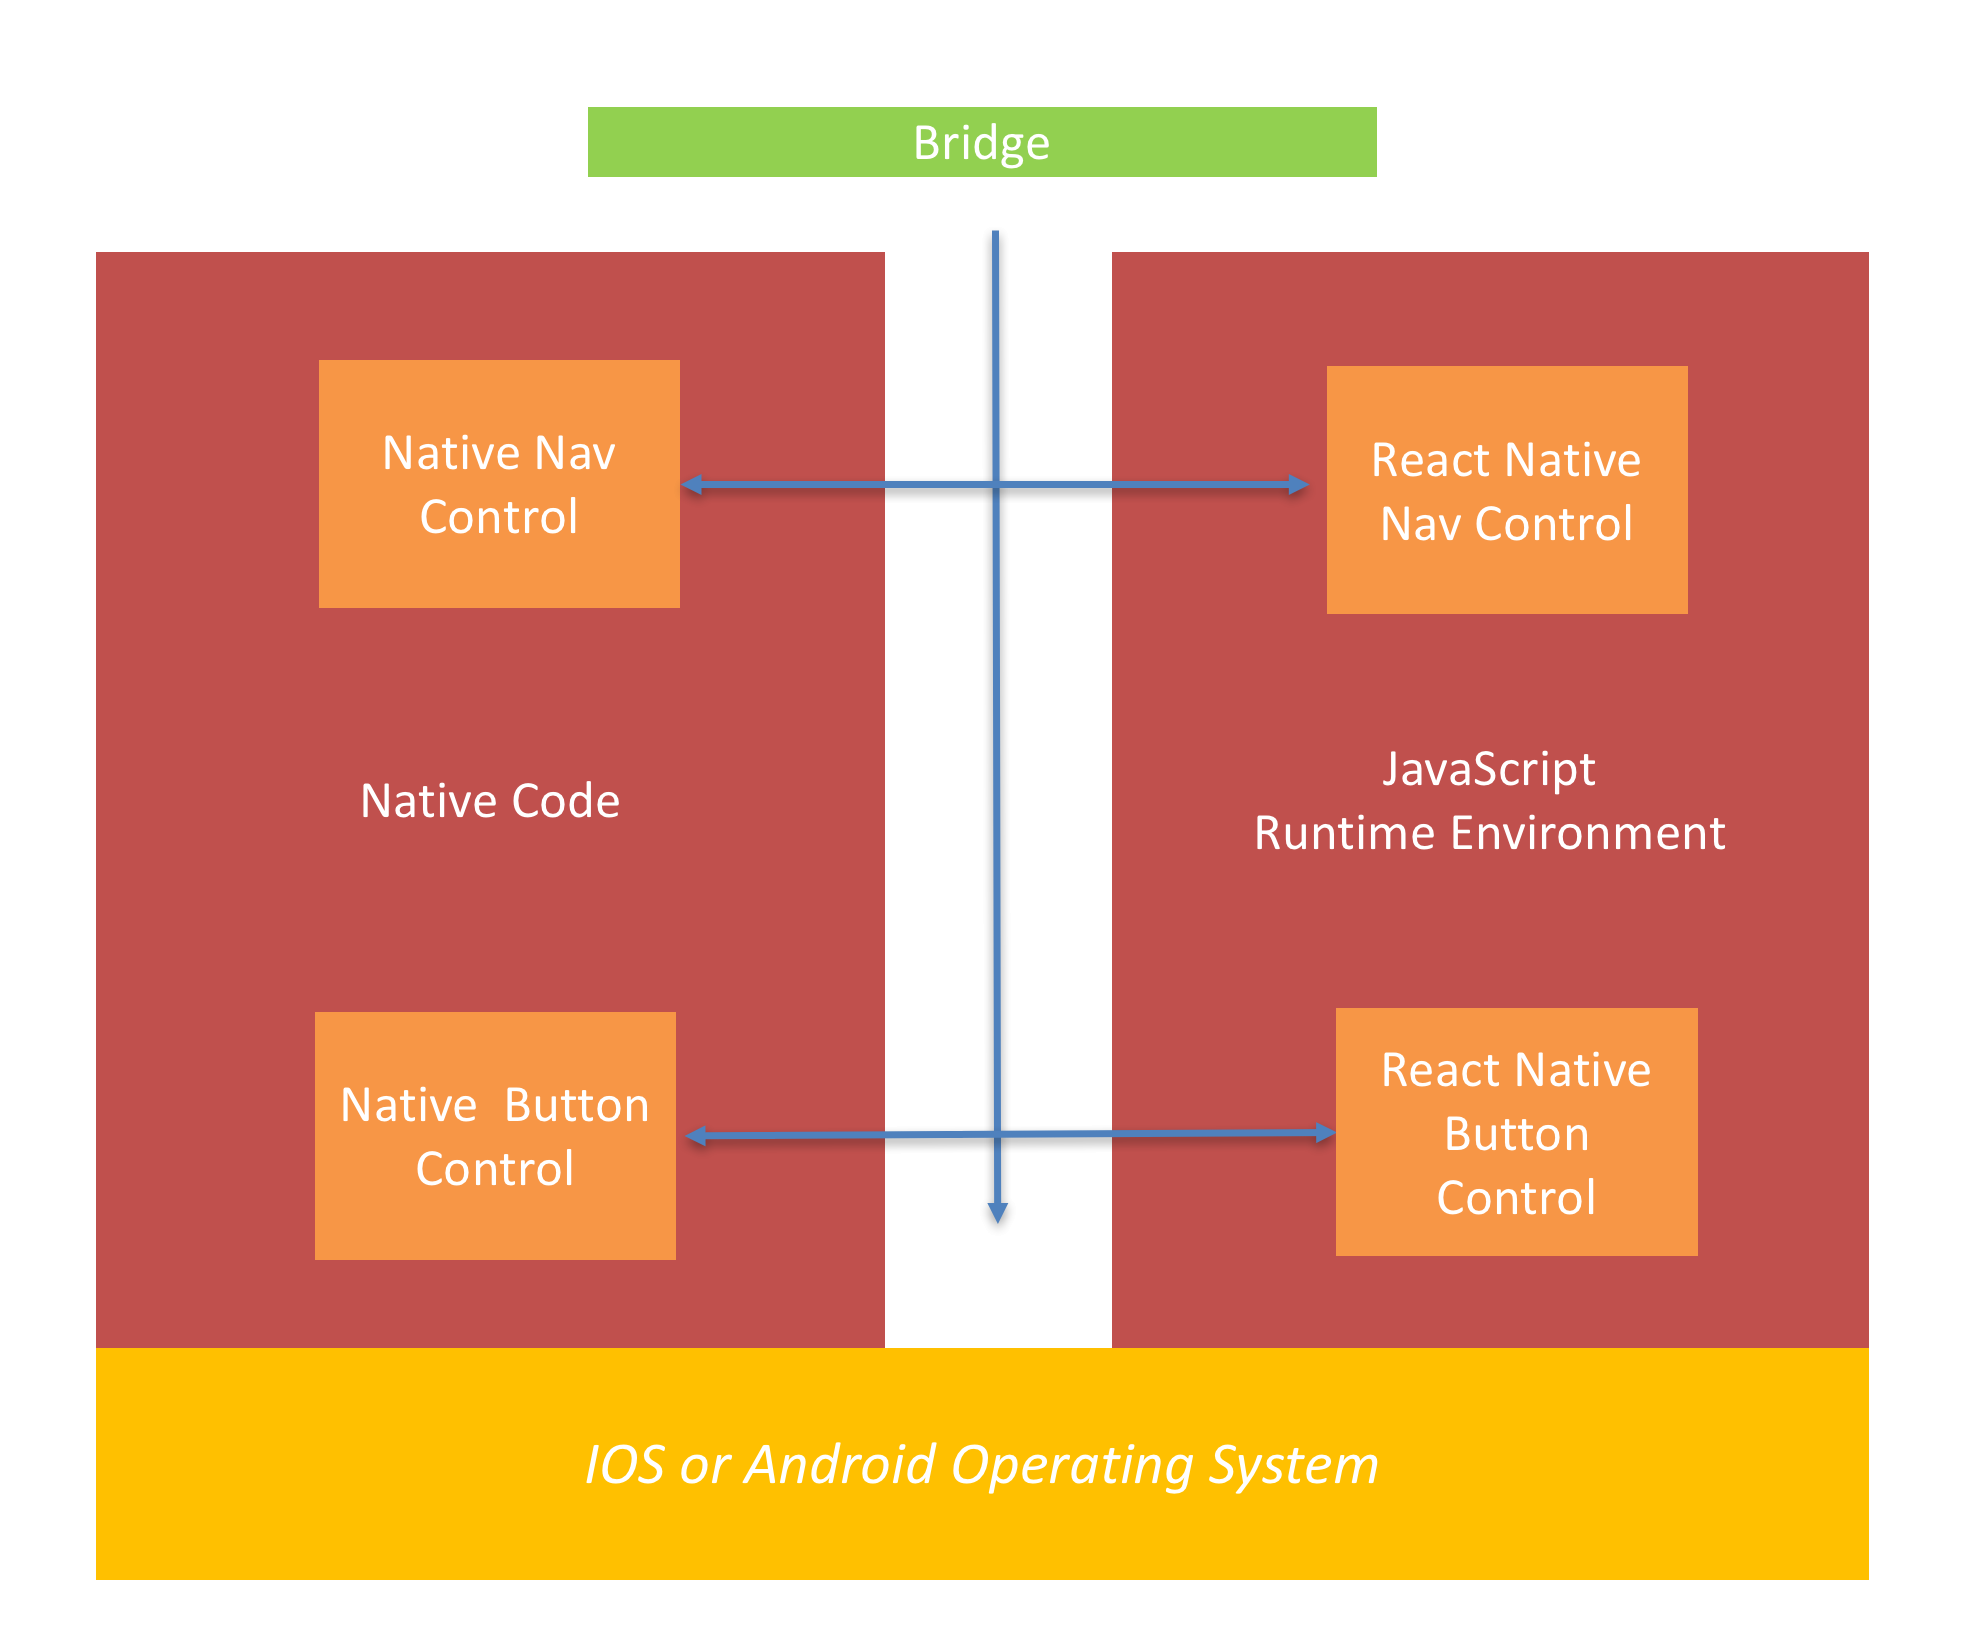 Bridge
Native Nav
Control
React Native
Nav Control
Native Code
JavaScript
Runtime Environment
Native  Button
Control
React Native
Button
Control
IOS or Android Operating System